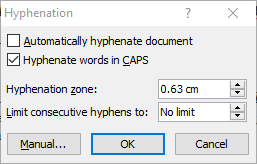 Hyphenation
Automatically hyphenate document
Hyphenate words in CAPS
Hyphenation zone: 0.63 cm
Limit consecutive hyphens to: No limit
Manual... OK Cancel